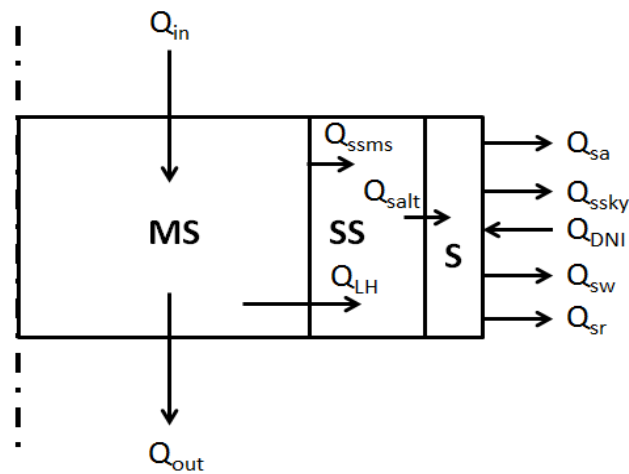 Qin
Qssms
Qsa
Qsalt
Qssky
MS
SS
S
QDNI
QLH
Qsw
Qsr
Qout